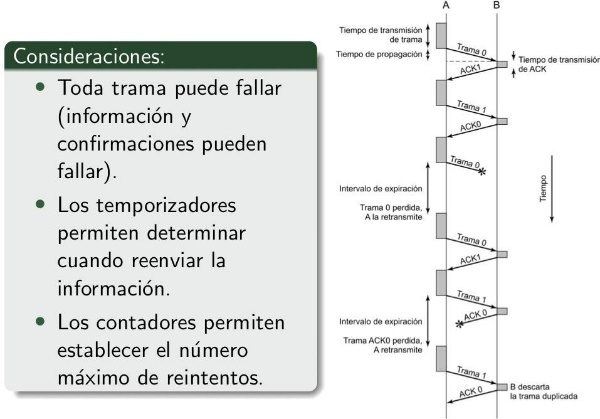 Consideraciones:
• Toda trama puede fallar
(información y
confirmaciones pueden
fallar).
• Los temporizadores
permiten determinar
cuando reenviar la
información.
• Los contadores permiten
establecer el número
máximo de reintentos.
A
B
Tiempo de transmisión
de trama
Trama 0
Tiempo de propagación
Tiempo de transmisión
de ACK
ACK1
Trama 1
ACK0
Trama 0
Intervalo de expiración
Tiempo
Trama 0 perdida,
A la retransmite
Trama 0
ACK1
Trama 1
ACK 0
Intervalo de expiración
Trama ACK0 perdida,
A retransmite
Trama 1
B descarta
la trama duplicada
ACK 0